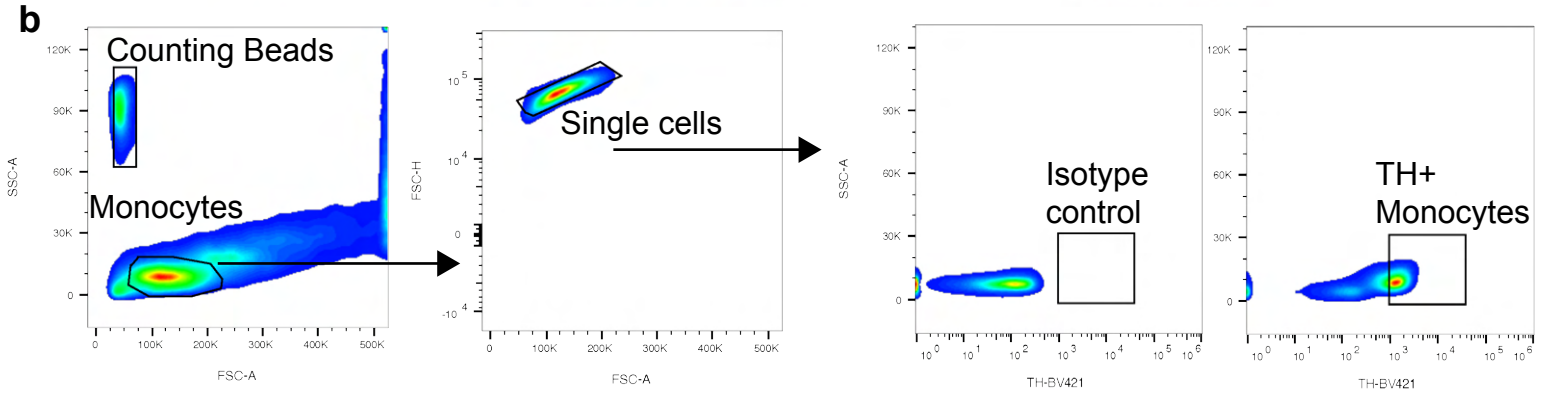 b
Counting Beads
Monocytes
SSC-A
120K
90K
60K
30K
0
0
100K
200K
300K
400K
500K
FSC-A
Single cells
FSC-H
10 5
10 4
0
-10 4
0
100K
200K
300K
400K
500K
FSC-A
Isotype
control
SSC-A
120K
90K
60K
30K
0
10 0
10 1
10 2
10 3
10 4
10 5
10 6
TH-BV421
TH+
Monocytes
120K
90K
60K
30K
0
10 0
10 1
10 2
10 3
10 4
10 5
10 6
TH-BV421